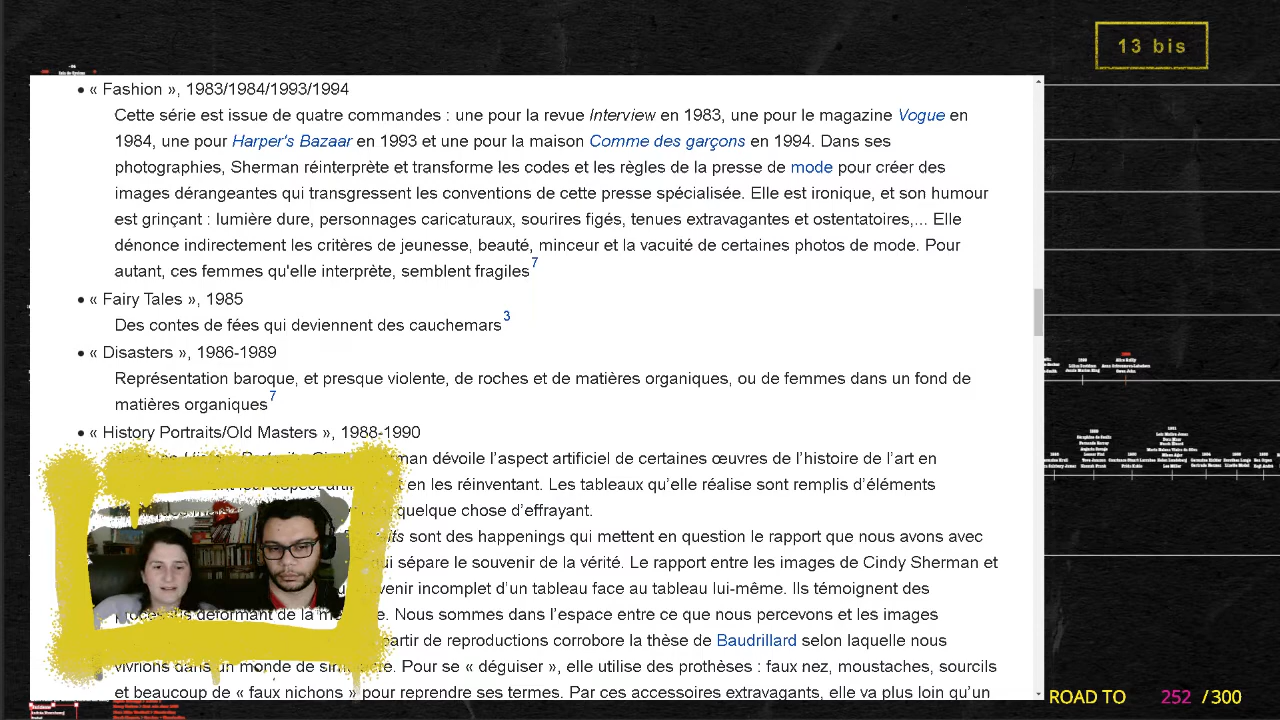 13 bis
• « Fashion », 1983/1984/1993/1994
Cette série est issue de quatre commandes : une pour la revue Interview en 1983, une pour le magazine Vogue en
1984, une pour Harper's Bazaar en 1993 et une pour la maison Comme des garçons en 1994. Dans ses
photographies, Sherman réinterprète et transforme les codes et les règles de la presse de mode pour créer des
images dérangeantes qui transgressent les conventions de cette presse spécialisée. Elle est ironique, et son humour
est grinçant : lumière dure, personnages caricaturaux, sourires figés, tenues extravagantes et ostentatoires,... Elle
dénonce indirectement les critères de jeunesse, beauté, minceur et la vacuité de certaines photos de mode. Pour
autant, ces femmes qu'elle interprète, semblent fragiles 7
• « Fairy Tales », 1985
Des contes de fées qui deviennent des cauchemars 3
• « Disasters », 1986-1989
Représentation baroque, et presque violente, de roches et de matières organiques, ou de femmes dans un fond de
matières organiques 7
• « History Portraits/Old Masters », 1988-1990
l'aspect artificiel de certaines œuvres de l'histoire de l'art en
les réinventant. Les tableaux qu'elle réalise sont remplis d'éléments
quelque chose d'effrayant.
sont des happenings qui mettent en question le rapport que nous avons avec
qui sépare le souvenir de la vérité. Le rapport entre les images de Cindy Sherman et
incomplet d'un tableau face au tableau lui-même. Ils témoignent des
déformant de la Nous sommes dans l'espace entre ce que nous percevons et les images
partir de reproductions corrobore la thèse de Baudrillard selon laquelle nous
vivrions dans un monde de Pour se « déguiser », elle utilise des prothèses : faux nez, moustaches, sourcils
et beaucoup de « faux nichons » pour reprendre ses termes. Par ces accessoires extravagants, elle va plus loin qu'un
ROAD TO 252 / 300